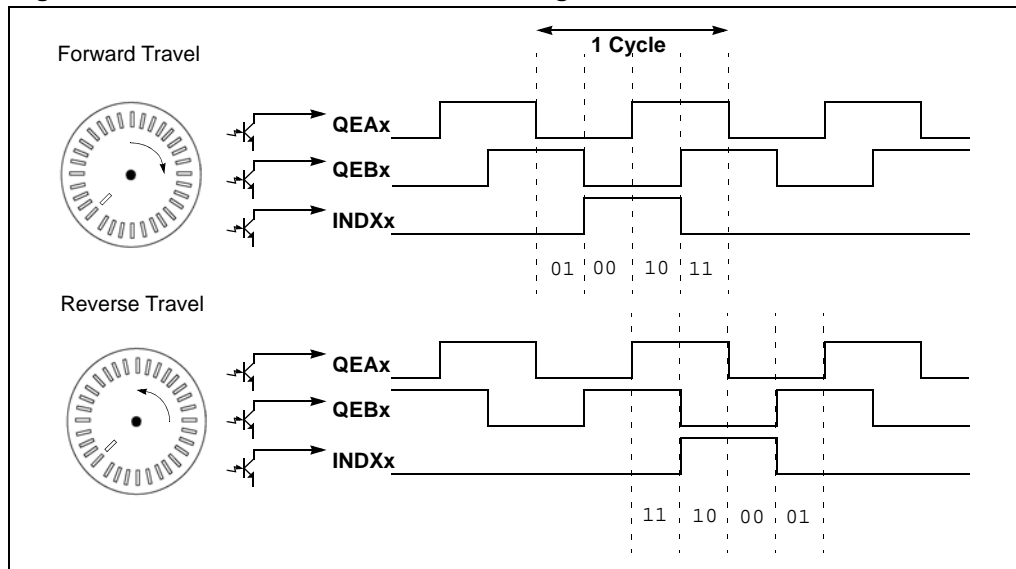 1 Cycle
Forward Travel
QEAx
QEBx
INDXx
01 00 10 11
Reverse Travel
QEAx
QEBx
INDXx
11 10 00 01